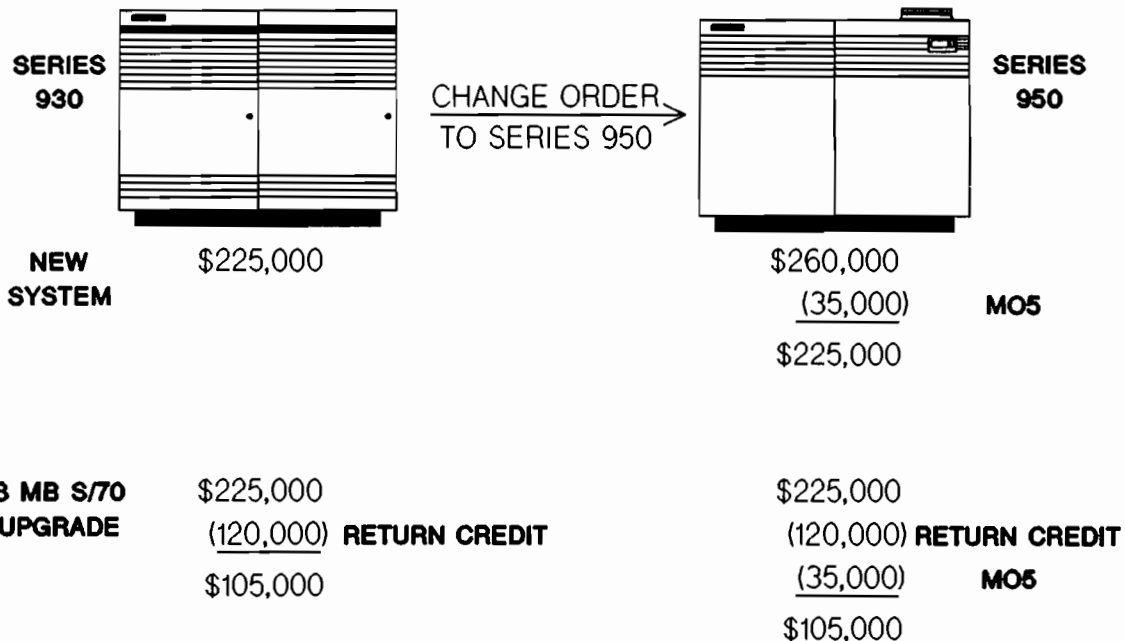 SERIES
930
CHANGE ORDER
TO SERIES 950
SERIES
950
NEW
SYSTEM
$225,000
$260,000
(35,000) MO5
$225,000
MB S/70
UPGRADE
$225,000
(120,000) RETURN CREDIT
$105,000
$225,000
(120,000) RETURN CREDIT
(35,000) MO5
$105,000